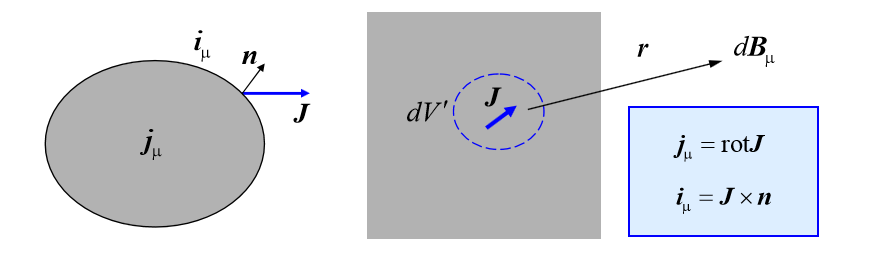 i_μ
n
J
j_μ
dV′
J
r
dB_μ
j_μ = rotJ
i_μ = J × n